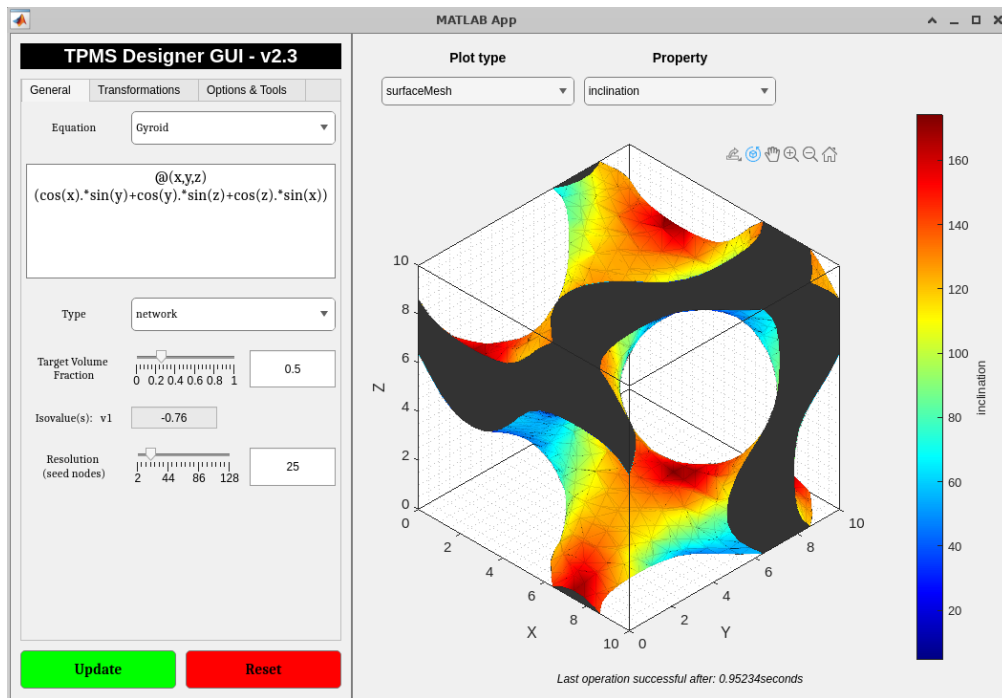 MATLAB App
TPMS Designer GUI - v2.3
General
Transformations
Options & Tools
Equation
Gyroid
@(x,y,z)
(cos(x).*sin(y)+cos(y).*sin(z)+cos(z).*sin(x))
Type
network
Target Volume
Fraction
0 0.2 0.4 0.6 0.8 1
0.5
Isovalue(s): v1
-0.76
Resolution
(seed nodes)
2 44 86 128
25
Update
Reset
Plot type
Property
surfaceMesh
inclination
10
8
6
4
2
0
Z
0
2
4
6
8
10
X
0
2
4
6
8
10
Y
160
140
120
100
80
60
40
20
inclination
Last operation successful after: 0.95234seconds